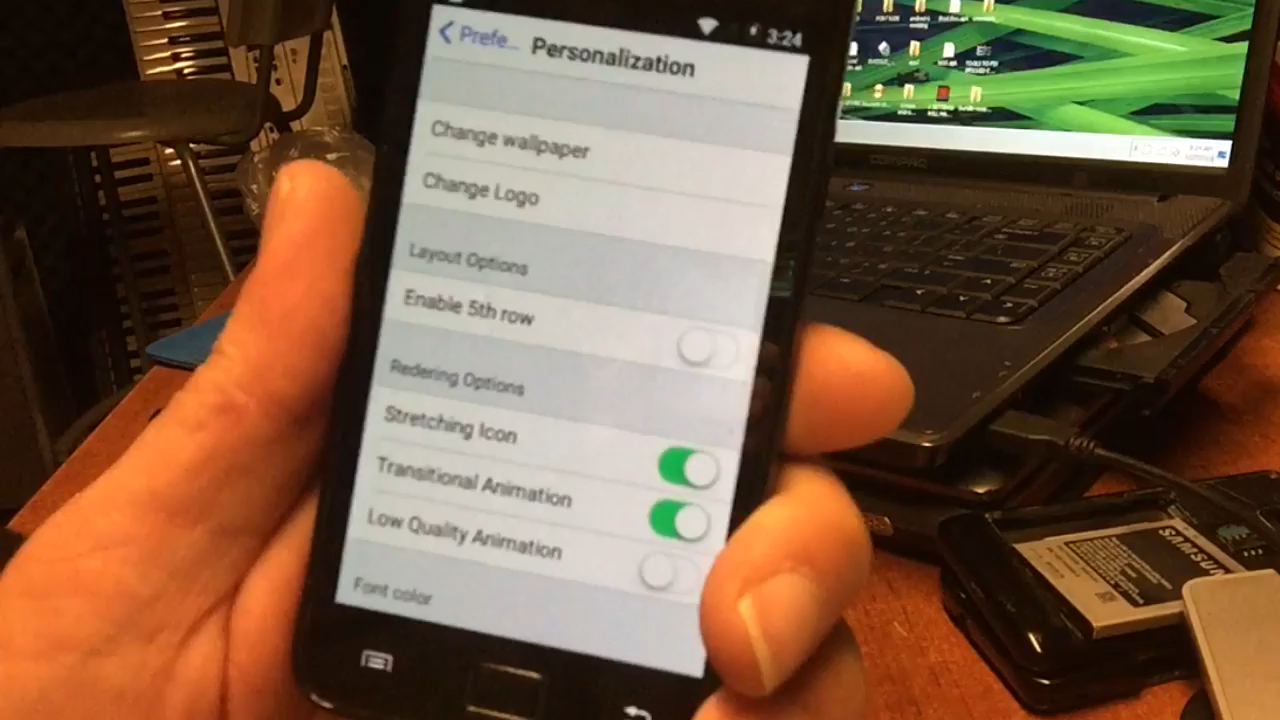 3:24
Prefe... Personalization
Change wallpaper
Change Logo
Layout Options
Enable 5th row
Redering Options
Stretching Icon
Transitional Animation
Low Quality Animation
Font color
COMPAQ
SAMSUN